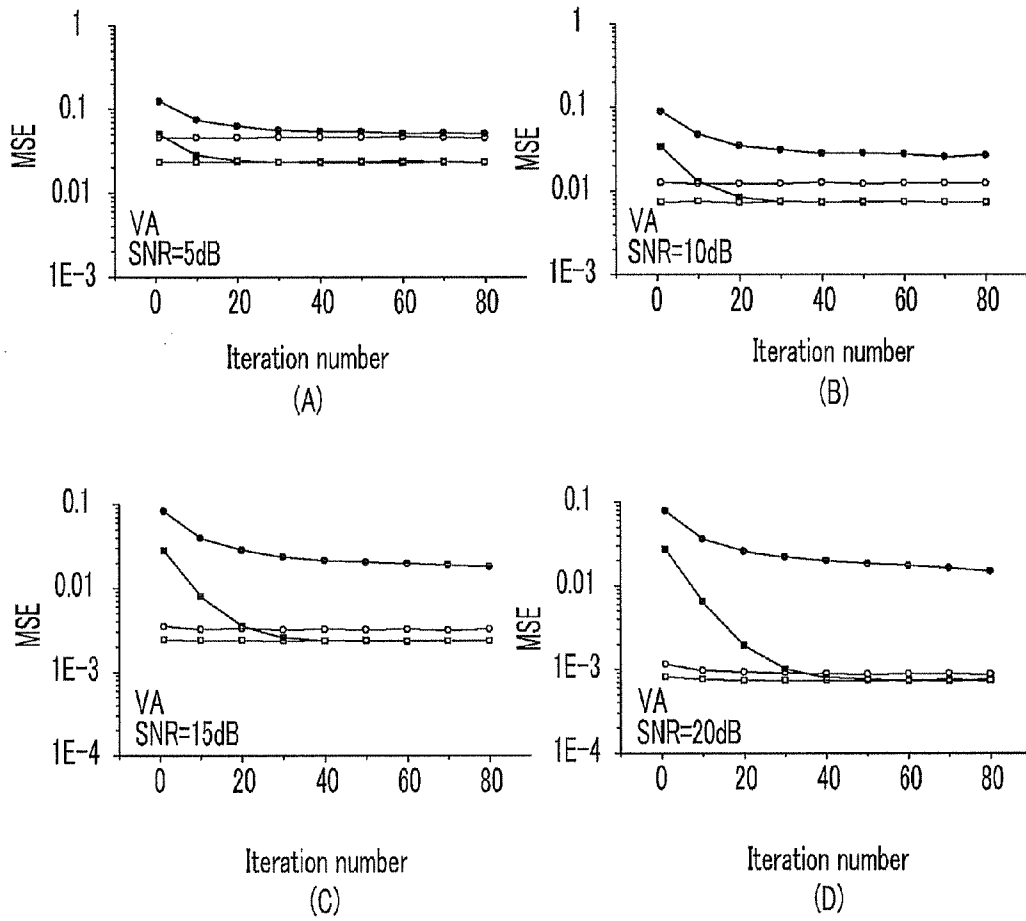 1
0.1
0.01
1E-3
MSE
VA
SNR=5dB
0 20 40 60 80
Iteration number
(A)
1
0.1
0.01
1E-3
MSE
VA
SNR=10dB
0 20 40 60 80
Iteration number
(B)
0.1
0.01
1E-3
1E-4
MSE
VA
SNR=15dB
0 20 40 60 80
Iteration number
(C)
0.1
0.01
1E-3
1E-4
MSE
VA
SNR=20dB
0 20 40 60 80
Iteration number
(D)